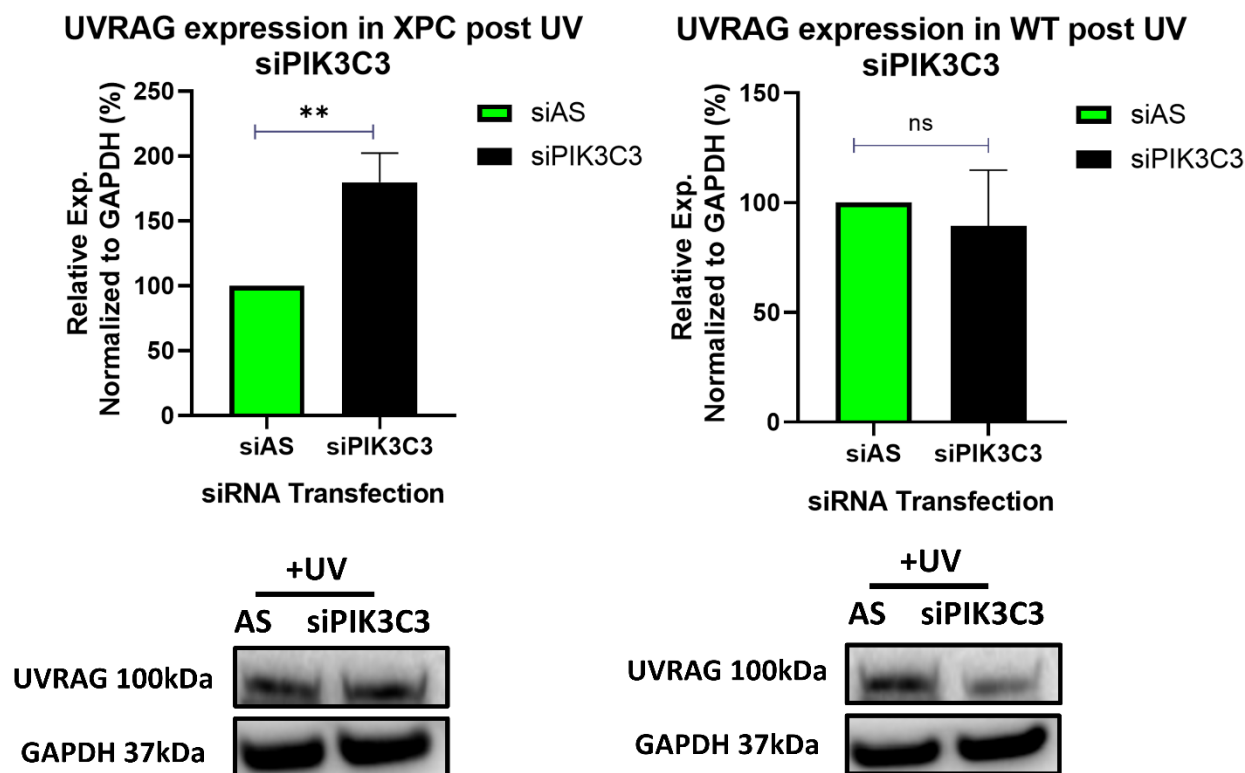 UVRAG expression in XPC post UV
siPIK3C3
Relative Exp.
Normalized to GAPDH (%)
250
200
150
100
50
0
**
siAS
siPIK3C3
siAS
siPIK3C3
siRNA Transfection
UVRAG expression in WT post UV
siPIK3C3
Relative Exp.
Normalized to GAPDH (%)
150
100
50
0
ns
siAS
siPIK3C3
siAS
siPIK3C3
siRNA Transfection
+UV
AS siPIK3C3
UVRAG 100kDa
GAPDH 37kDa
+UV
AS siPIK3C3
UVRAG 100kDa
GAPDH 37kDa